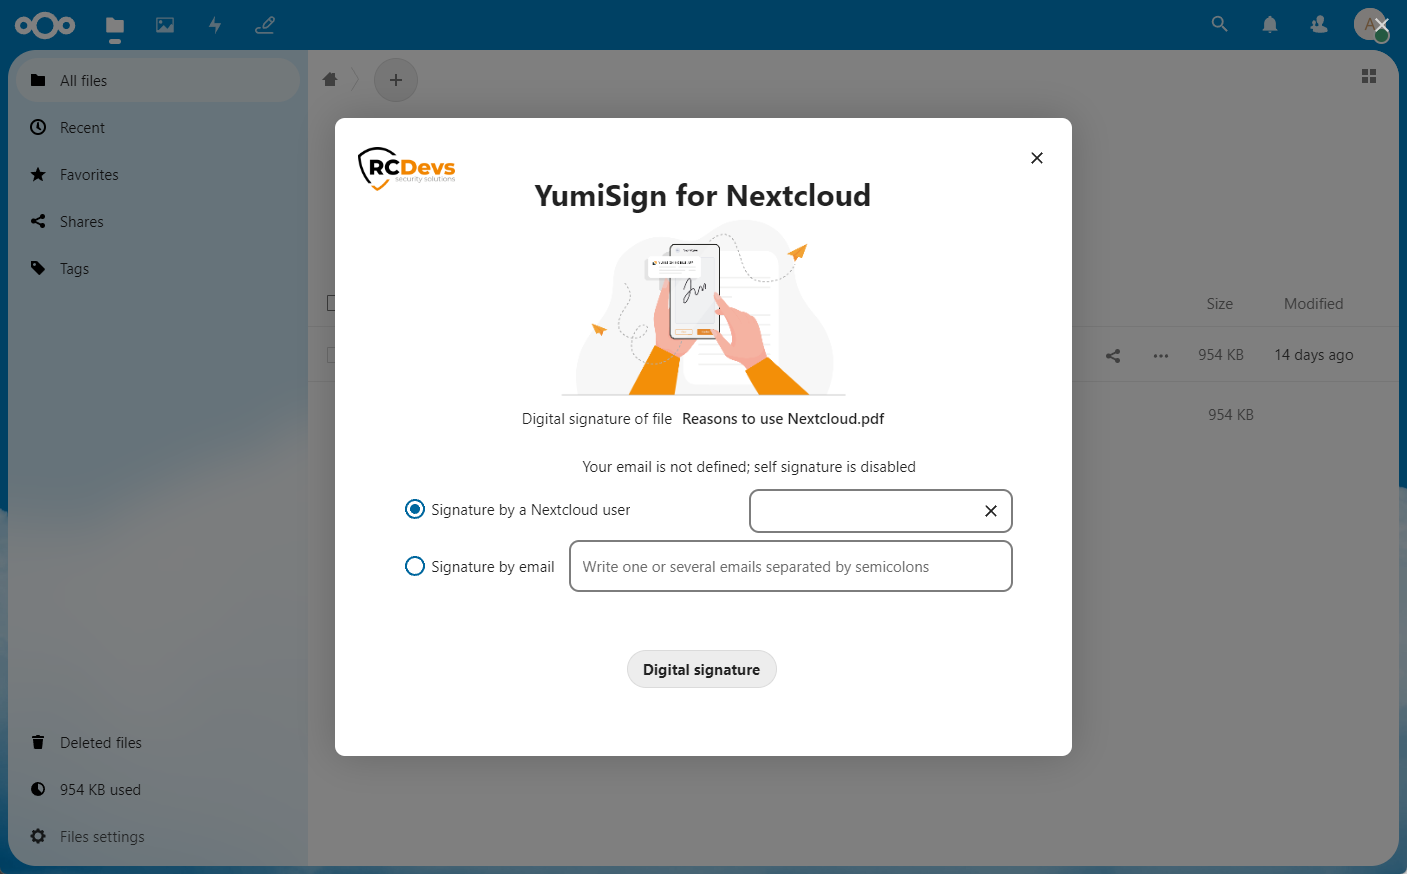 A
All files
Recent
Favorites
Shares
Tags
RCDevs
security solutions
YumiSign for Nextcloud
Size
Modified
954 KB
14 days ago
954 KB
Digital signature of file Reasons to use Nextcloud.pdf
Your email is not defined; self signature is disabled
Signature by a Nextcloud user
Signature by email
Write one or several emails separated by semicolons
Digital signature
Deleted files
954 KB used
Files settings